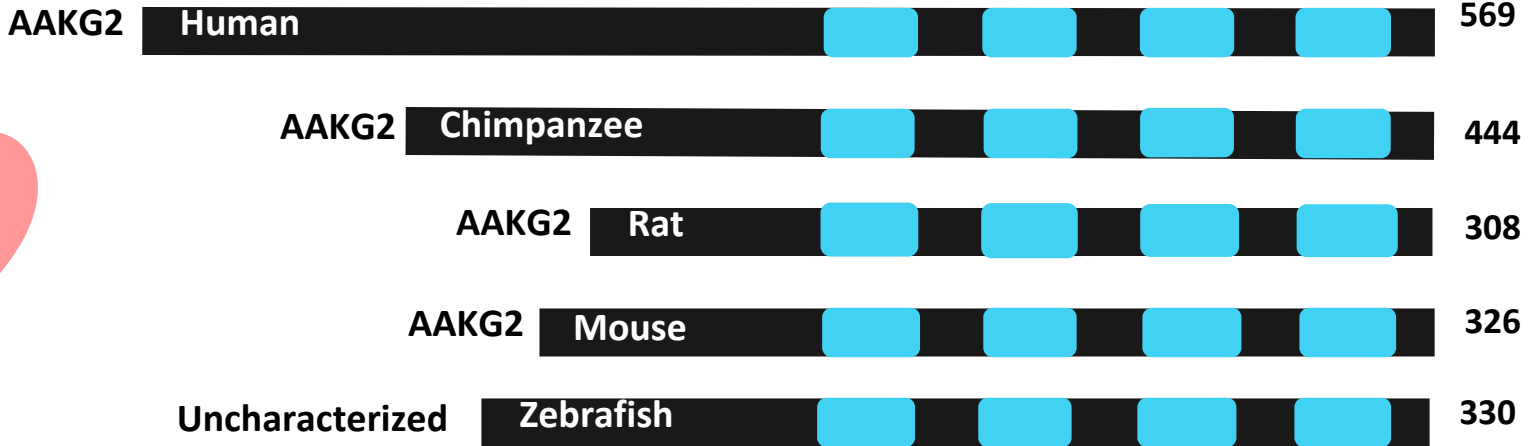 AAKG2 Human 569
AAKG2 Chimpanzee 444
AAKG2 Rat 308
AAKG2 Mouse 326
Uncharacterized Zebrafish 330